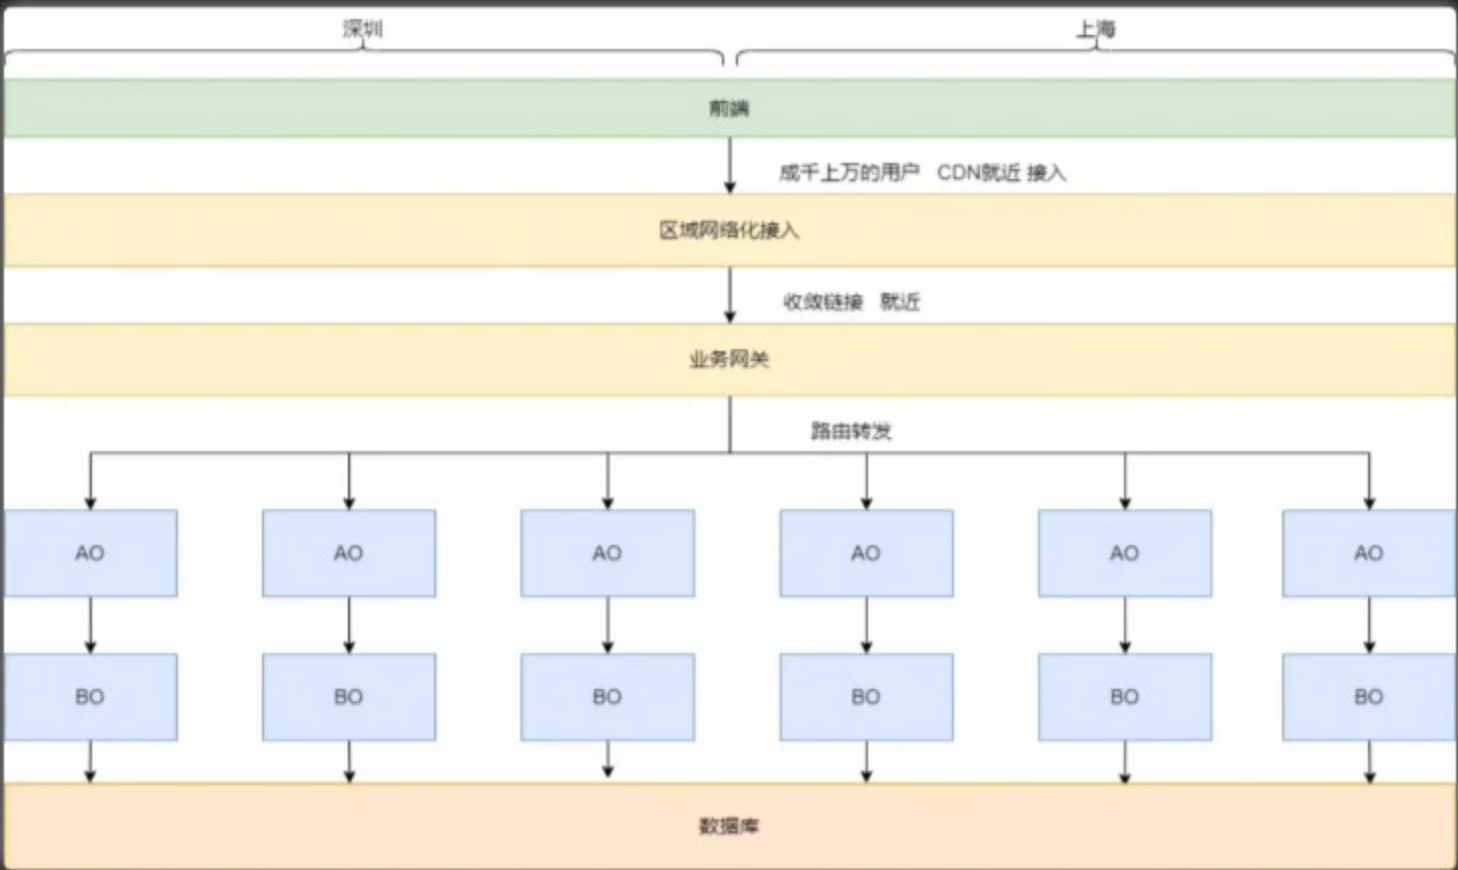 深圳 上海
前端
成千上万的用户 CDN就近 接入
区域网络化接入
收敛链接 就近
业务网关
路由转发
AO AO AO AO AO AO
BO BO BO BO BO BO
数据库